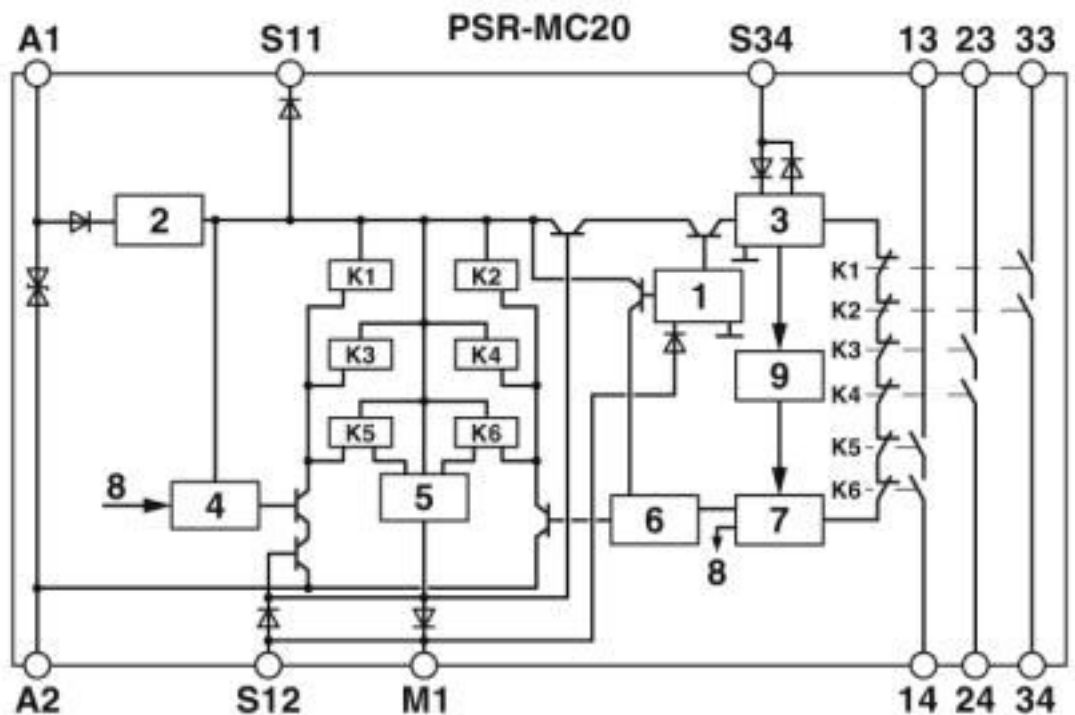 PSR-MC20
A1 S11 S34 13 23 33
2 3
K1 K2 1 K1
K2
K3 K4 9 K3
K4
K5 K6 K5
8 4 5 6 7 K6
8
A2 S12 M1 14 24 34